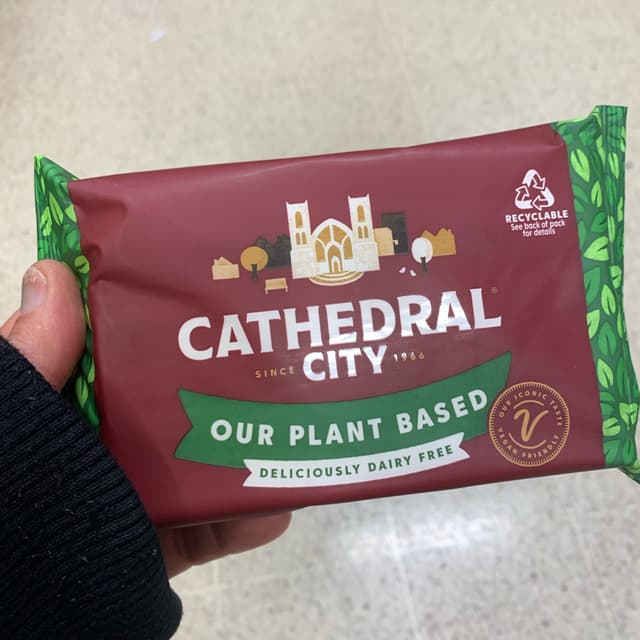 RECYCLABLE
See back of pack
for details
CATHEDRAL®
SINCE CITY 1966
OUR PLANT BASED
DELICIOUSLY DAIRY FREE
OUR ICONIC TASTE
V
VEGAN FRIENDLY